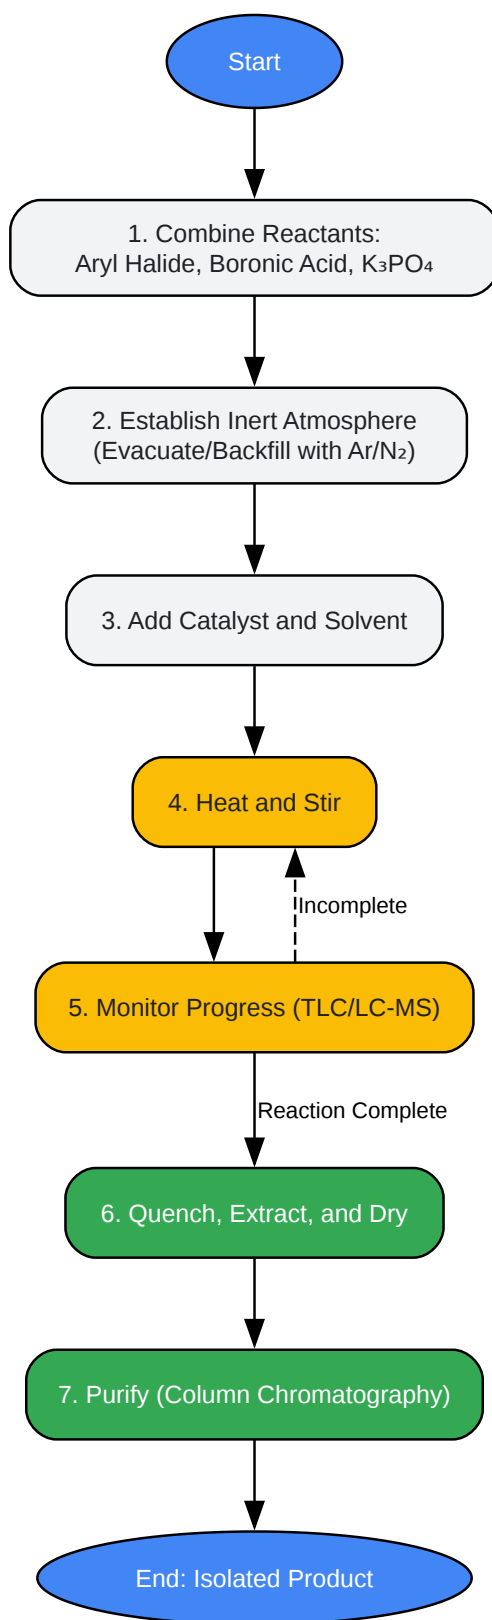 Start
1. Combine Reactants:
Aryl Halide, Boronic Acid, K₃PO₄
2. Establish Inert Atmosphere
(Evacuate/Backfill with Ar/N₂)
3. Add Catalyst and Solvent
4. Heat and Stir
Incomplete
5. Monitor Progress (TLC/LC-MS)
Reaction Complete
6. Quench, Extract, and Dry
7. Purify (Column Chromatography)
End: Isolated Product